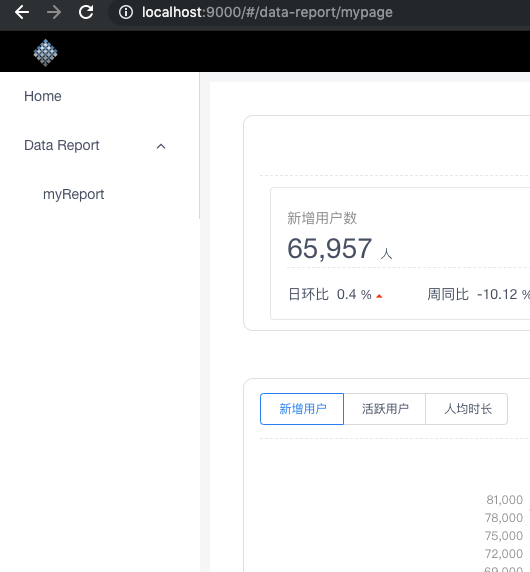 localhost:9000/#/data-report/mypage
Home
Data Report
myReport
新增用户数
65,957 人
日环比 0.4 % 周同比 -10.12 %
新增用户 活跃用户 人均时长
81,000
78,000
75,000
72,000
69,000